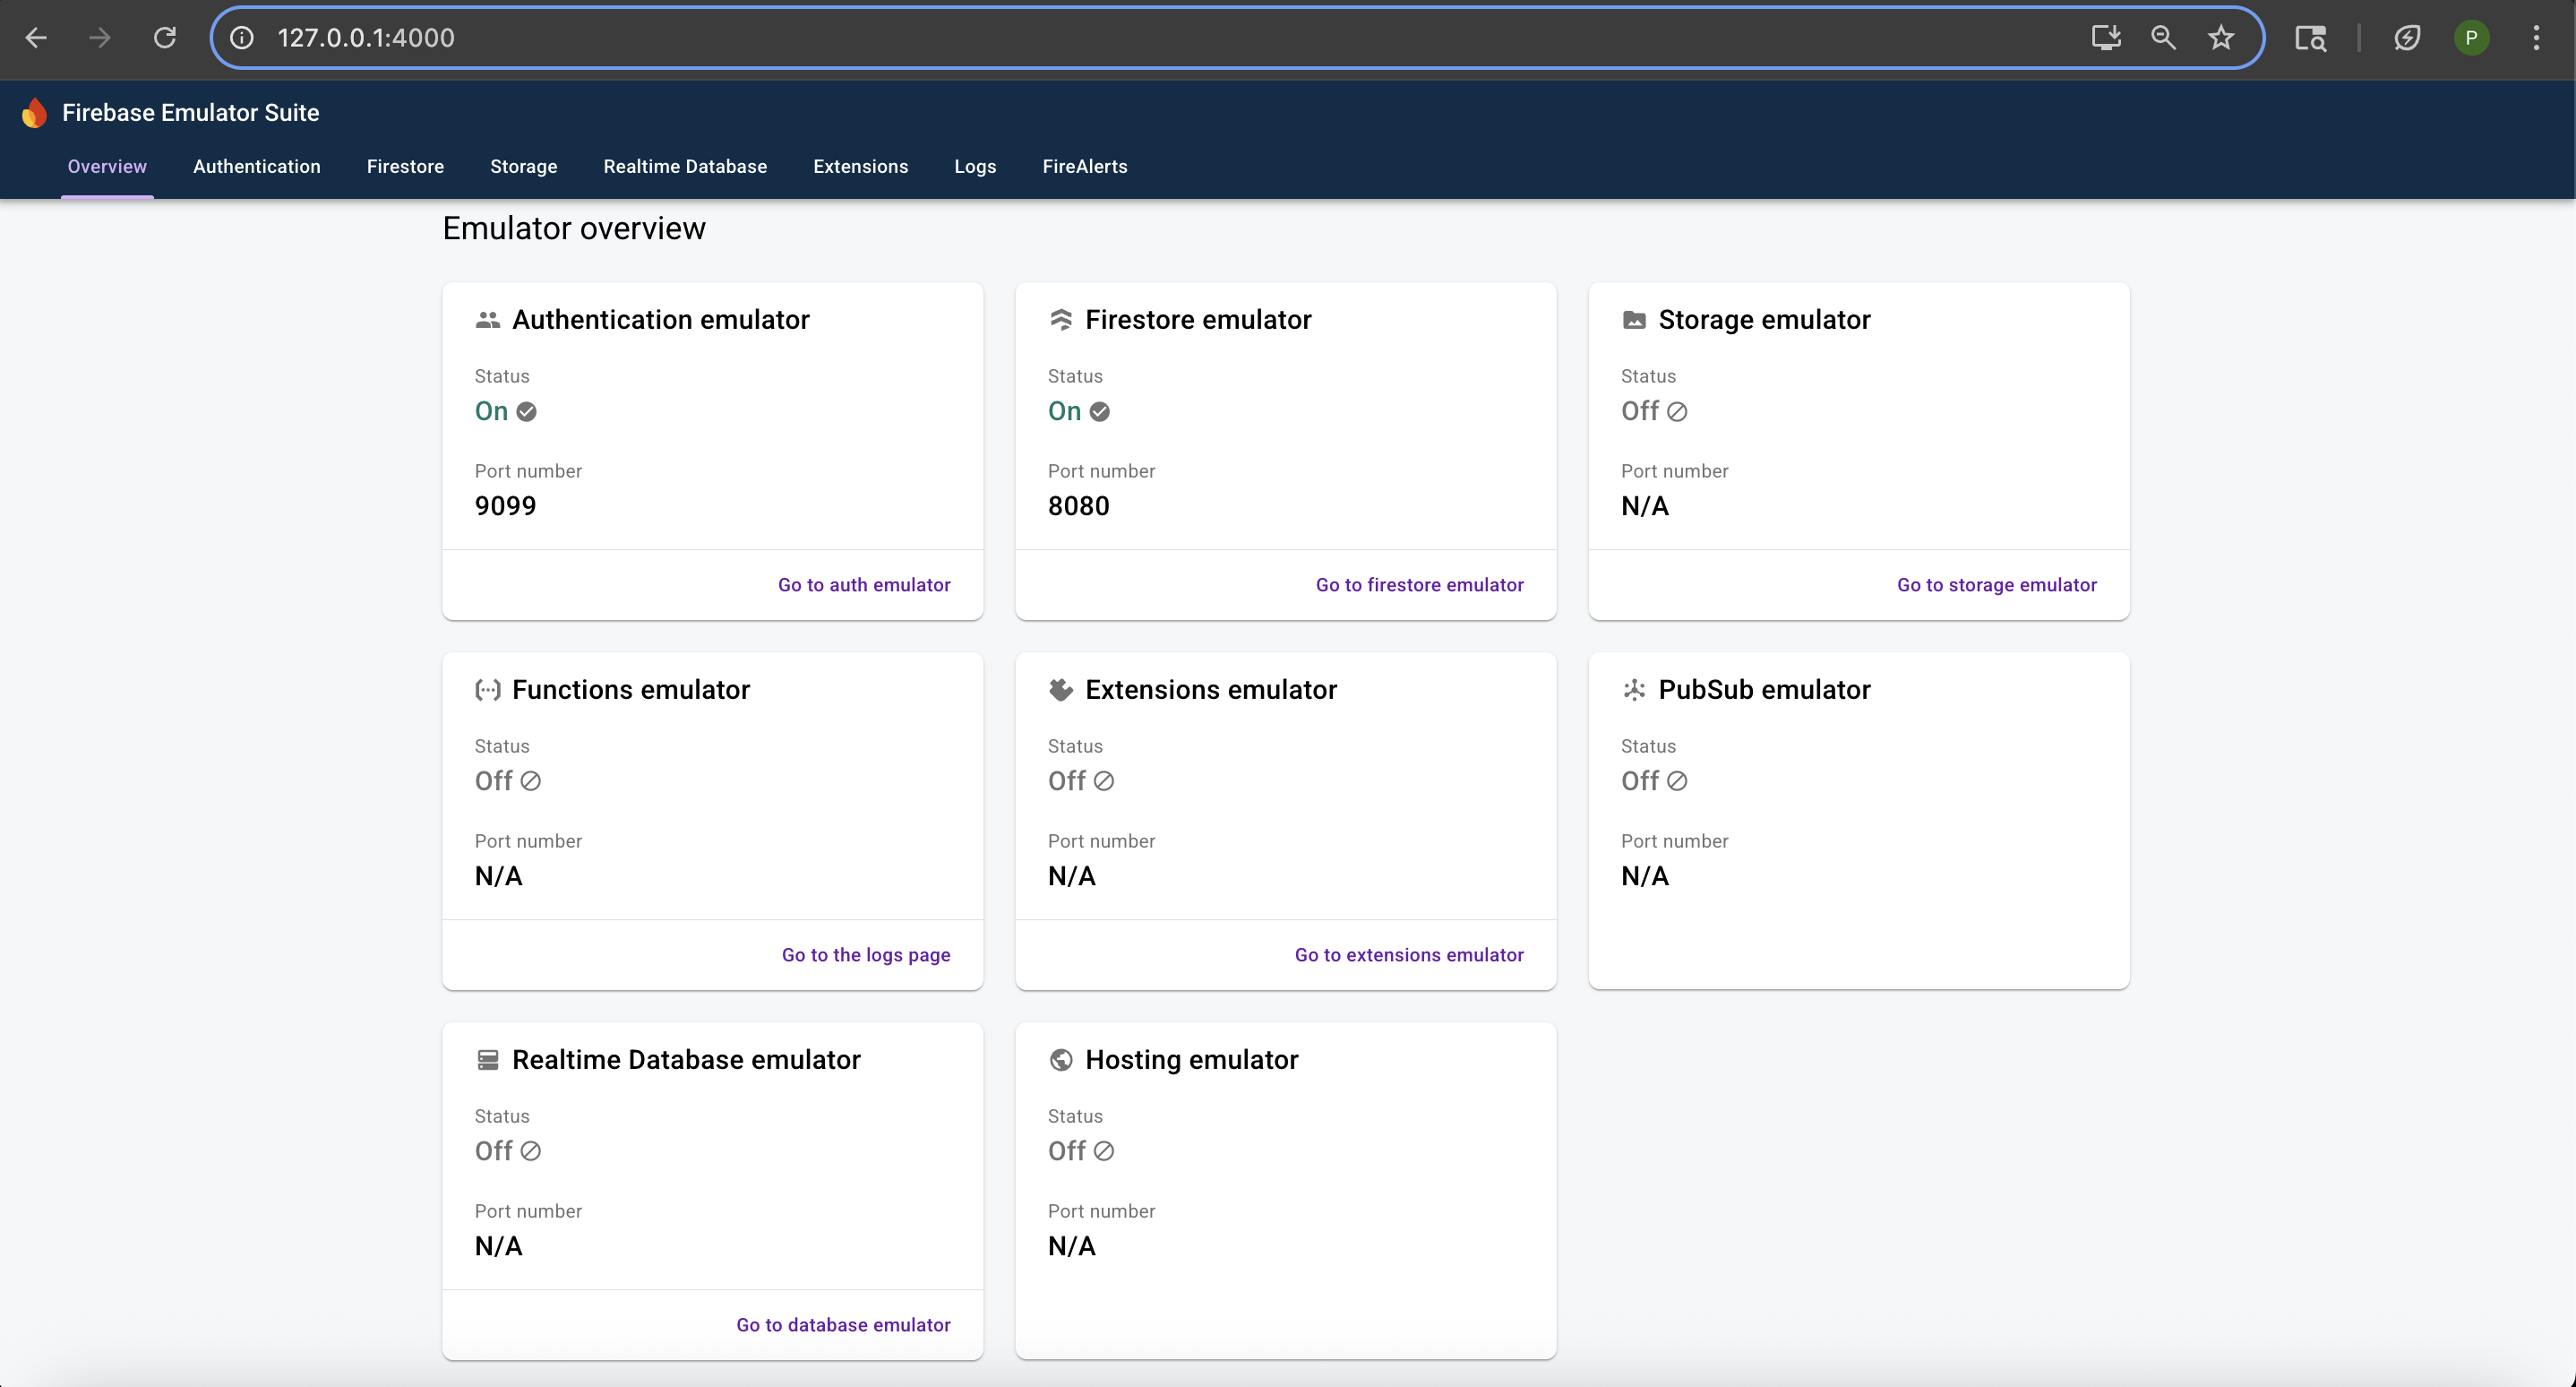 127.0.0.1:4000
P
Firebase Emulator Suite
Overview Authentication Firestore Storage Realtime Database Extensions Logs FireAlerts
Emulator overview
Authentication emulator
Status
On
Port number
9099
Go to auth emulator
Firestore emulator
Status
On
Port number
8080
Go to firestore emulator
Storage emulator
Status
Off
Port number
N/A
Go to storage emulator
Functions emulator
Status
Off
Port number
N/A
Go to the logs page
Extensions emulator
Status
Off
Port number
N/A
Go to extensions emulator
PubSub emulator
Status
Off
Port number
N/A
Realtime Database emulator
Status
Off
Port number
N/A
Go to database emulator
Hosting emulator
Status
Off
Port number
N/A